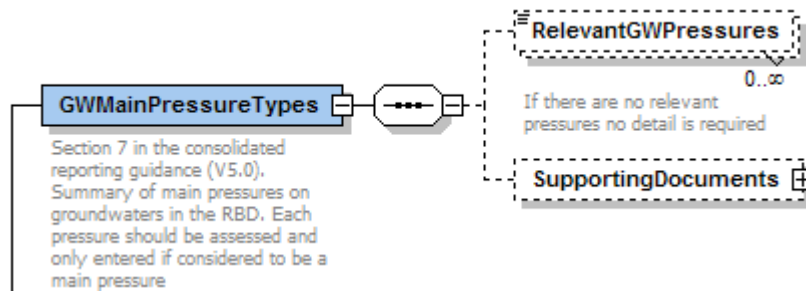 RelevantGWPressures
0..∞
If there are no relevant
pressures no detail is required
GWMainPressureTypes
Section 7 in the consolidated
reporting guidance (V5.0).
Summary of main pressures on
groundwaters in the RBD. Each
pressure should be assessed and
only entered if considered to be a
main pressure
SupportingDocuments